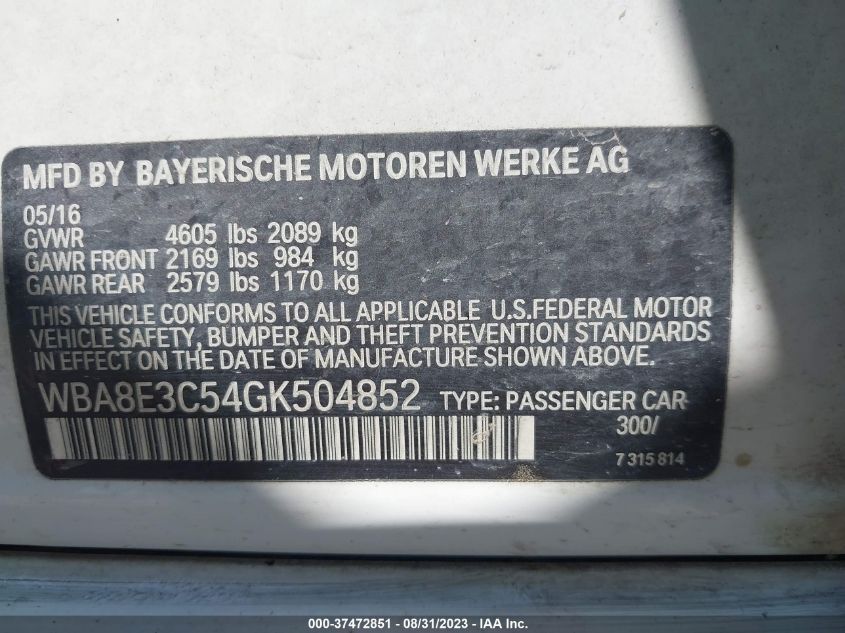 MFD BY BAYERISCHE MOTOREN WERKE AG
05/16
GVWR 4605 lbs 2089 kg
GAWR FRONT 2169 lbs 984 kg
GAWR REAR 2579 lbs 1170 kg
THIS VEHICLE CONFORMS TO ALL APPLICABLE U.S.FEDERAL MOTOR
VEHICLE SAFETY, BUMPER AND THEFT PREVENTION STANDARDS
IN EFFECT ON THE DATE OF MANUFACTURE SHOWN ABOVE.
WBA8E3C54GK504852 TYPE: PASSENGER CAR
300/
7 315 814
000-37472851 | 08/31/2023 - IAA Inc.